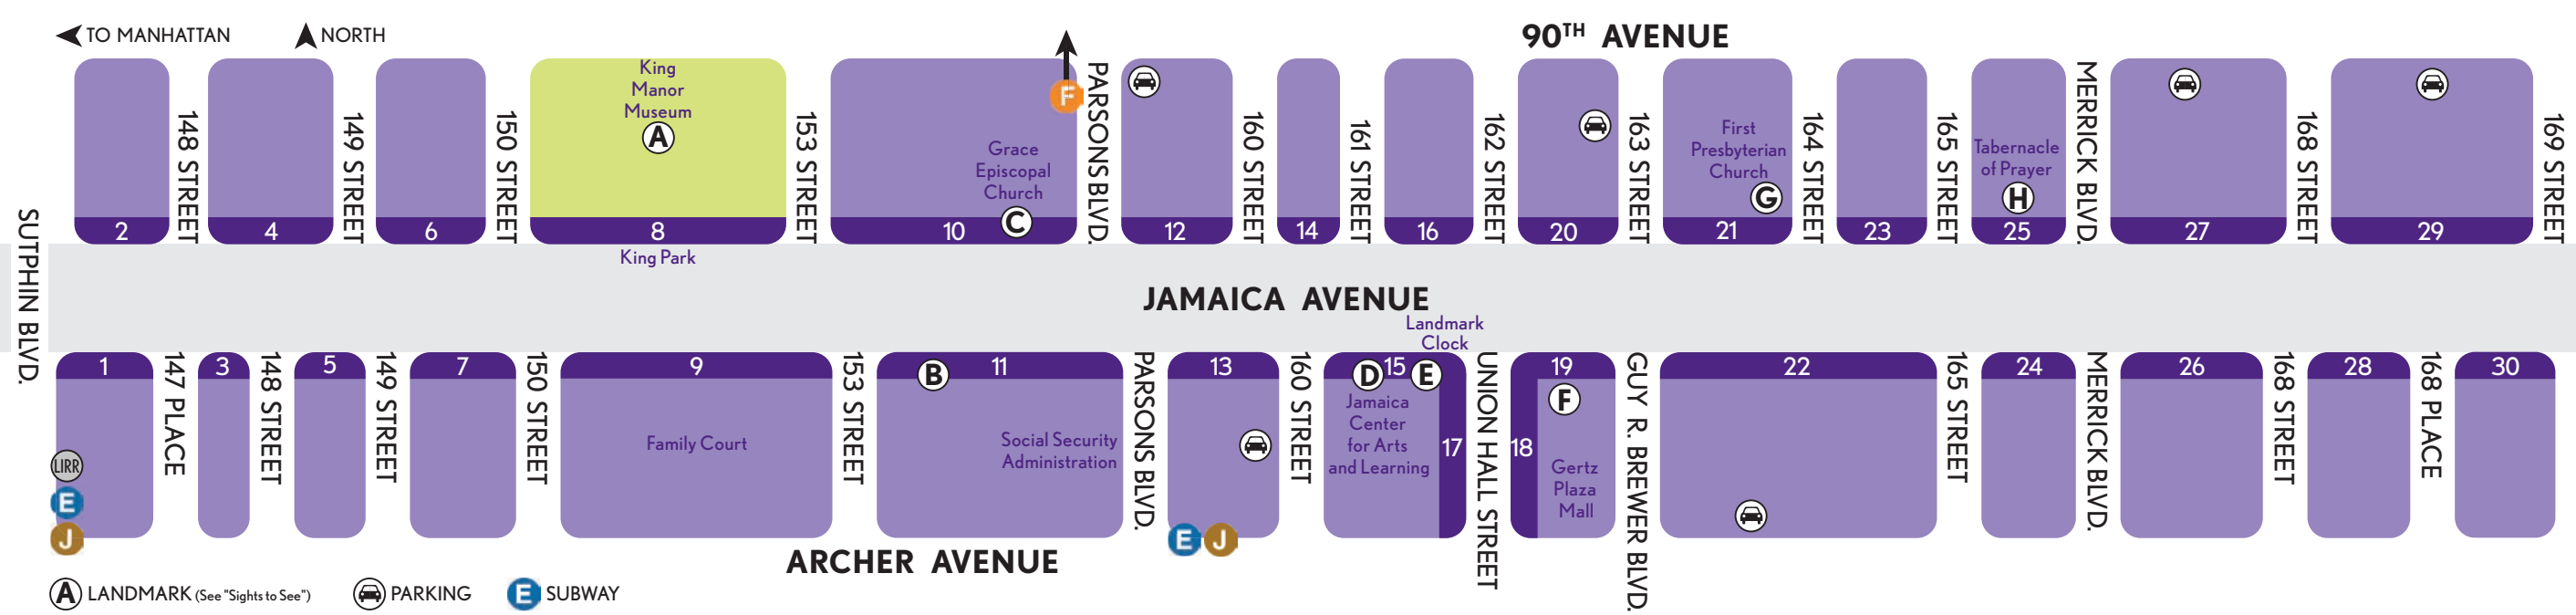 TO MANHATTAN
NORTH
90TH AVENUE
King
Manor
Museum
A
F
Grace
Episcopal
Church
C
First
Presbyterian
Church
G
Tabernacle
of Prayer
H
SUTPHIN BLVD.
2
148 STREET
4
149 STREET
6
150 STREET
8
153 STREET
10
PARSONS BLVD.
12
160 STREET
14
161 STREET
16
162 STREET
20
163 STREET
21
164 STREET
23
165 STREET
25
MERRICK BLVD.
27
168 STREET
29
169 STREET
King Park
JAMAICA AVENUE
Landmark
Clock
1
147 PLACE
3
148 STREET
5
149 STREET
7
150 STREET
9
153 STREET
B
11
PARSONS BLVD.
13
160 STREET
D
15
E
17
UNION HALL STREET
18
19
F
GUY R. BREWER BLVD.
22
165 STREET
24
MERRICK BLVD.
26
168 STREET
28
168 PLACE
30
Family Court
Social Security
Administration
Jamaica
Center
for Arts
and Learning
Gertz
Plaza
Mall
LIRR
E
J
E
J
ARCHER AVENUE
A LANDMARK (See "Sights to See")
PARKING
E SUBWAY